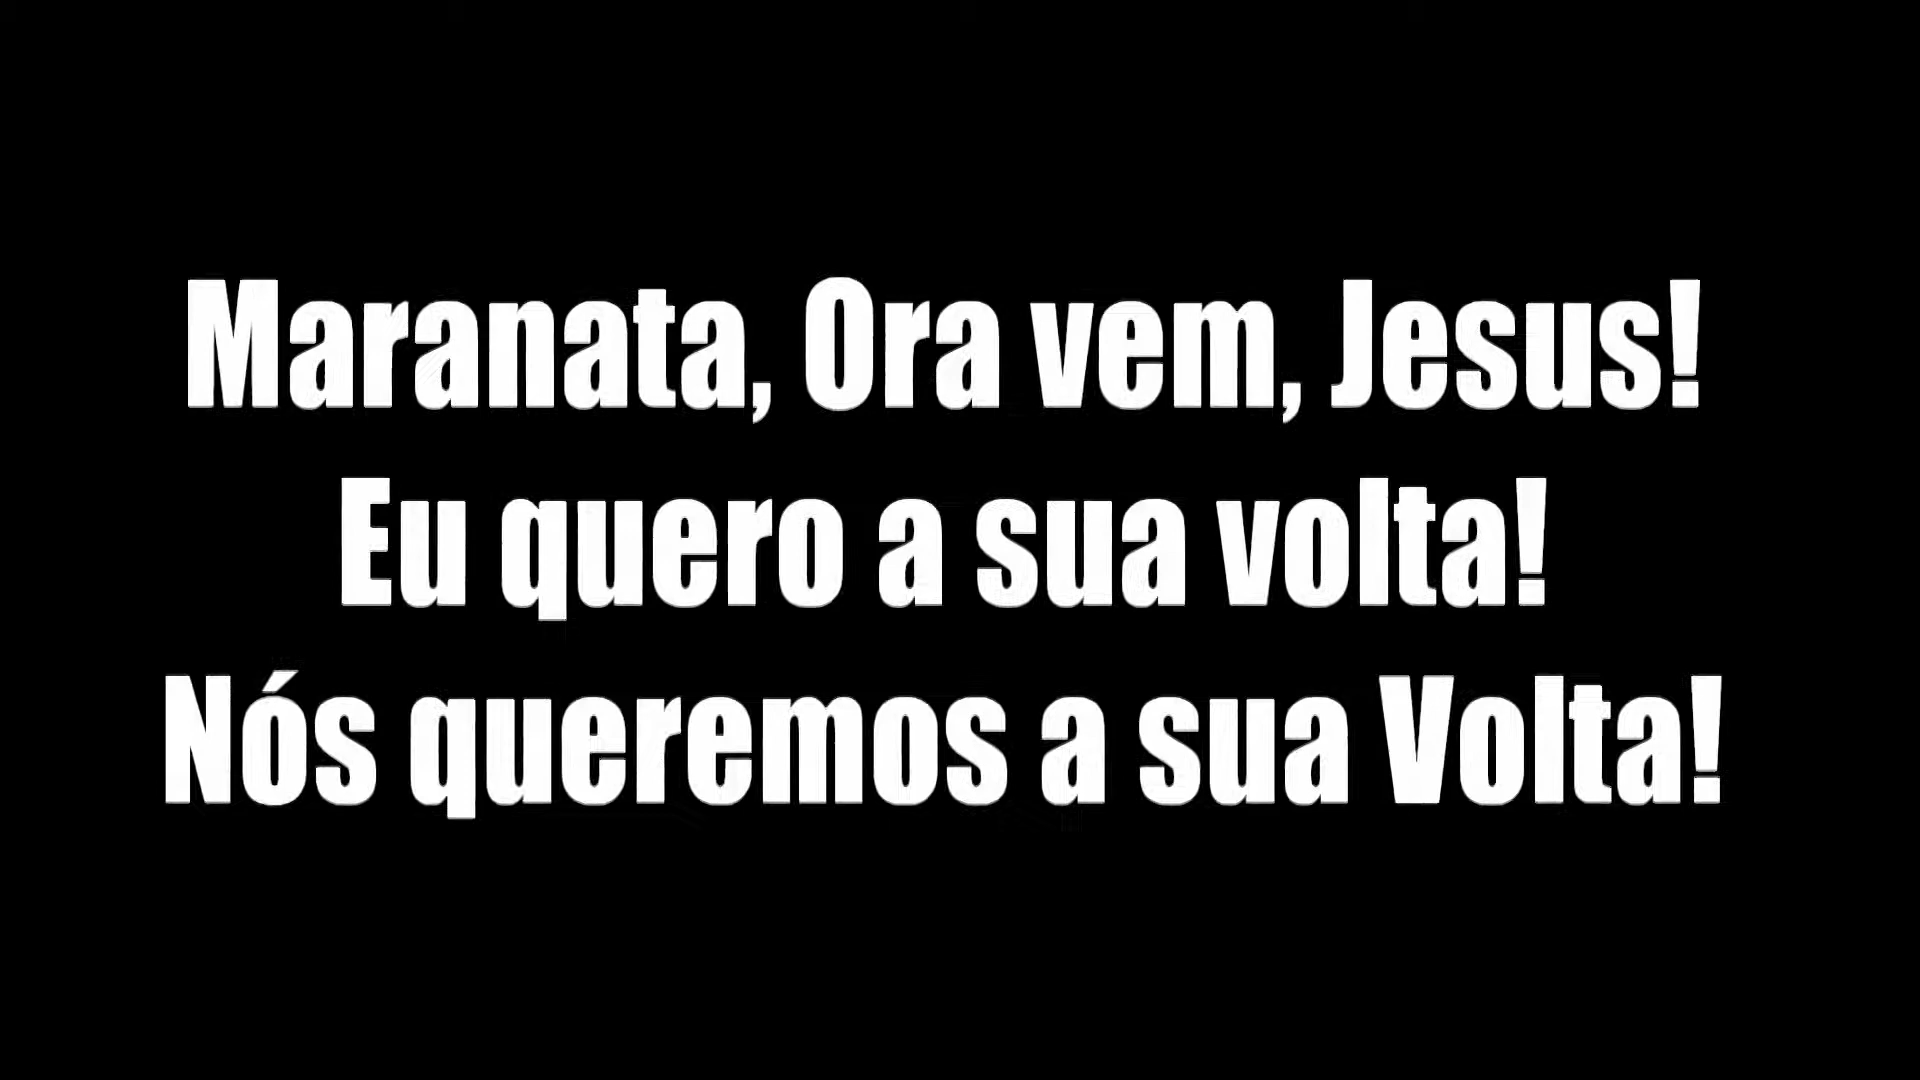 Maranata, Ora vem, Jesus!
Eu quero a sua volta!
Nós queremos a sua Volta!